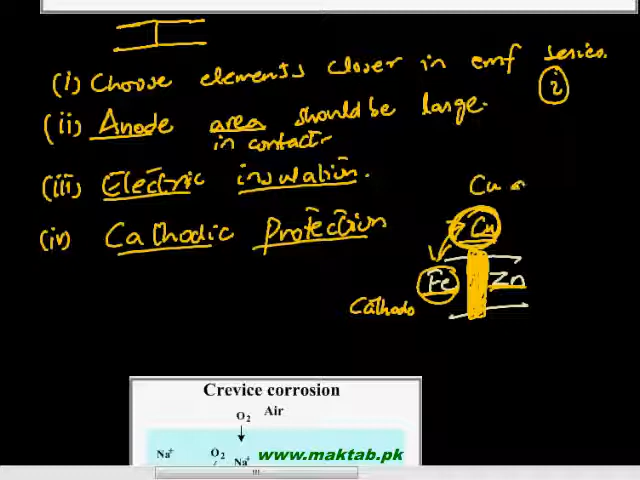 (i) Choose elements closer in emf series.
(ii) Anode area should be large. (i)
in contact
(iii) Electric insulation.
Cu
(iv) Cathodic Protection
Cu
Fe Zn
Cathode
Crevice corrosion
O2 Air
Na+ O2 Na+
www.maktab.pk